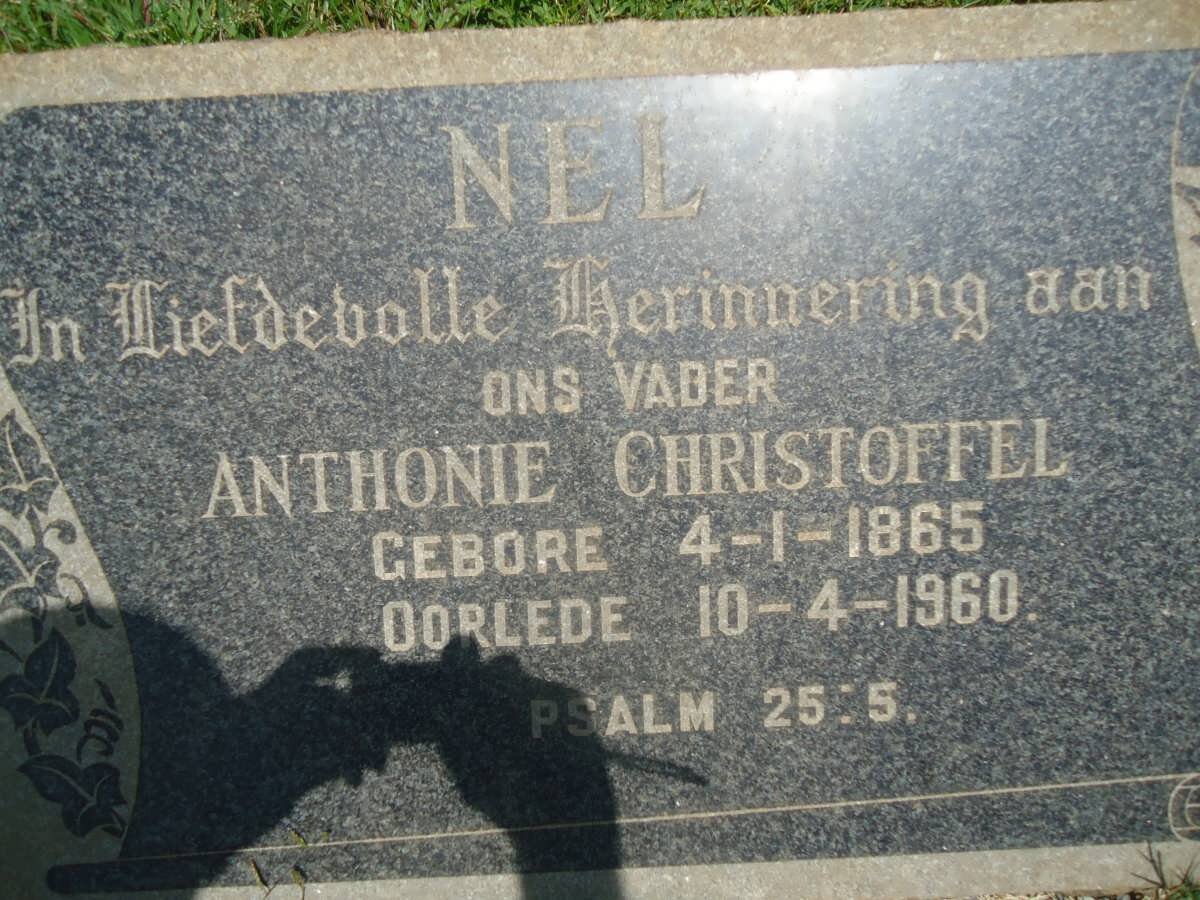 NEL
In Liefdevolle Herinnering aan
ONS VADER
ANTHONIE CHRISTOFFEL
GEBORE 4-1-1865
OORLEDE 10-4-1960.
PSALM 25:5.